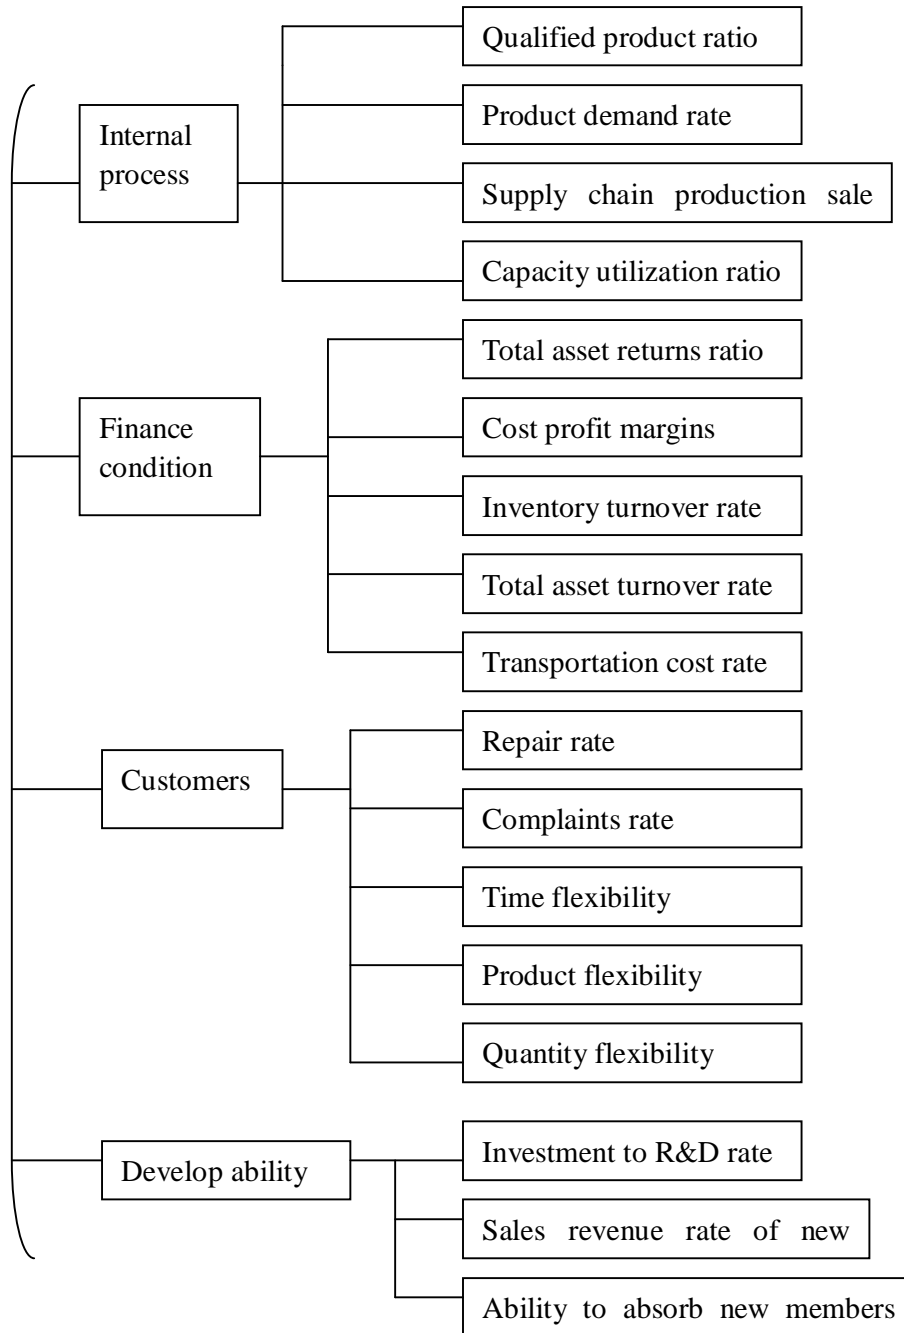 Qualified product ratio
Product demand rate
Internal
process
Supply chain production sale
Capacity utilization ratio
Total asset returns ratio
Finance
condition
Cost profit margins
Inventory turnover rate
Total asset turnover rate
Transportation cost rate
Repair rate
Customers
Complaints rate
Time flexibility
Product flexibility
Quantity flexibility
Develop ability
Investment to R&D rate
Sales revenue rate of new
Ability to absorb new members